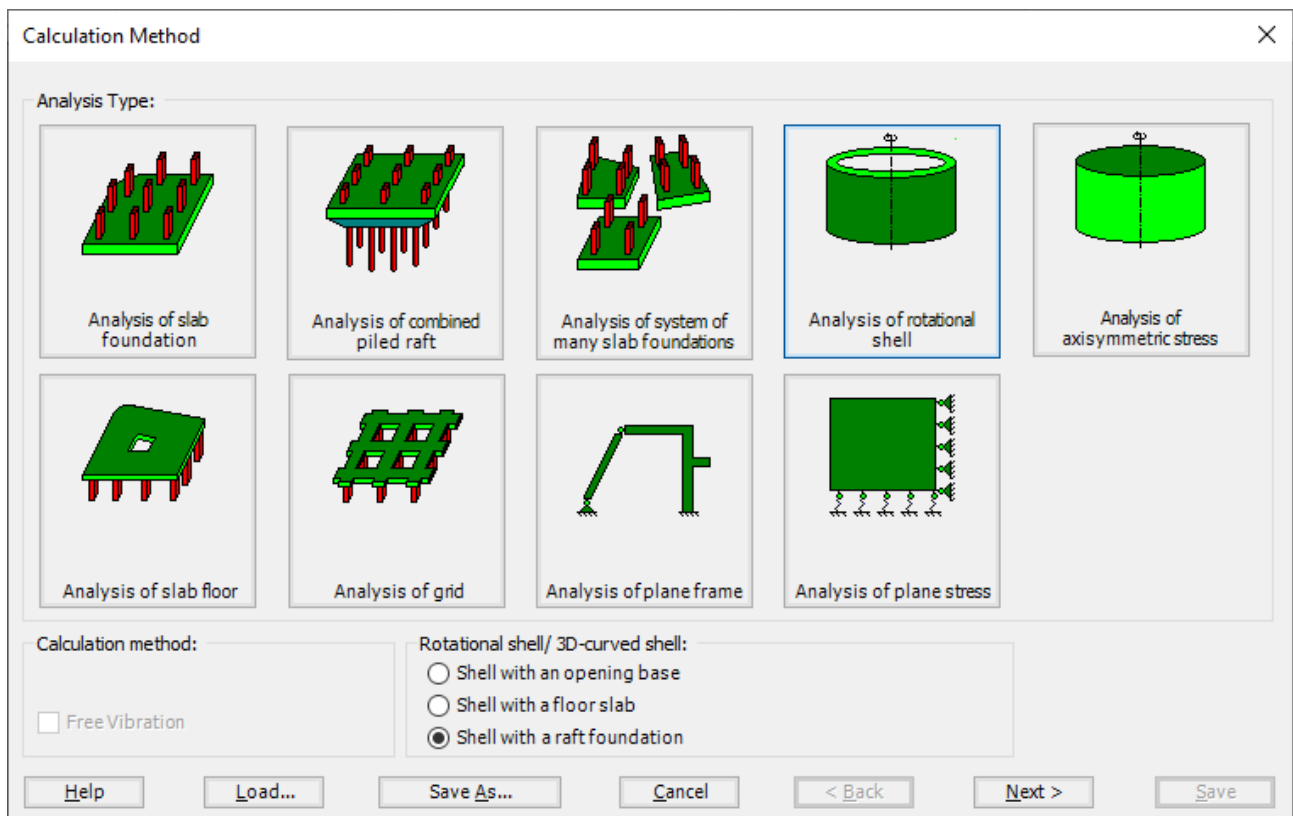 Calculation Method
Analysis Type:
Analysis of slab
foundation
Analysis of combined
piled raft
Analysis of system of
many slab foundations
Analysis of rotational
shell
Analysis of
axisymmetric stress
Analysis of slab floor
Analysis of grid
Analysis of plane frame
Analysis of plane stress
Calculation method:
Free Vibration
Rotational shell/ 3D-curved shell:
Shell with an opening base
Shell with a floor slab
Shell with a raft foundation
Help
Load...
Save As...
Cancel
< Back
Next >
Save